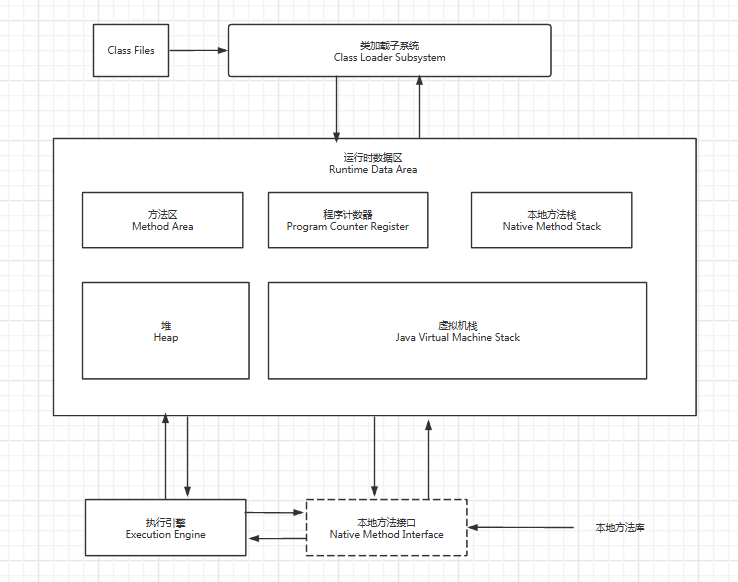 Class Files
类加载子系统
Class Loader Subsystem
运行时数据区
Runtime Data Area
方法区
Method Area
程序计数器
Program Counter Register
本地方法栈
Native Method Stack
堆
Heap
虚拟机栈
Java Virtual Machine Stack
执行引擎
Execution Engine
本地方法接口
Native Method Interface
本地方法库